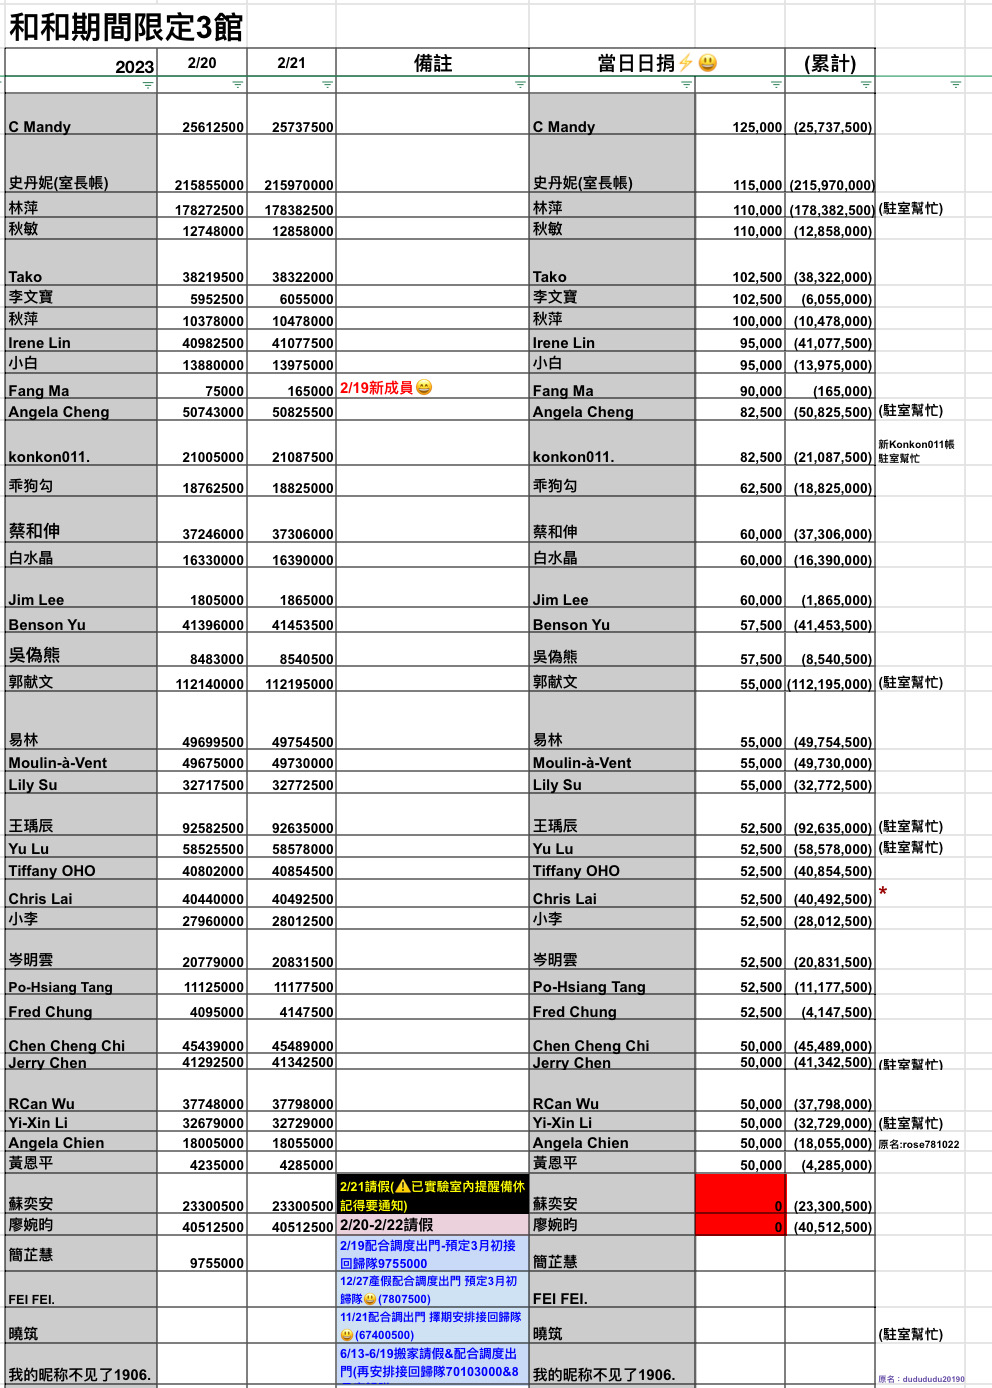 和和期間限定3館
2023 2/20 2/21 備註 當日日捐⚡😃 (累計)
C Mandy 25612500 25737500 C Mandy 125,000 (25,737,500)
史丹妮(室長帳) 215855000 215970000 史丹妮(室長帳) 115,000 (215,970,000)
林萍 178272500 178382500 林萍 110,000 (178,382,500) (駐室幫忙)
秋敏 12748000 12858000 秋敏 110,000 (12,858,000)
Tako 38219500 38322000 Tako 102,500 (38,322,000)
李文寶 5952500 6055000 李文寶 102,500 (6,055,000)
秋萍 10378000 10478000 秋萍 100,000 (10,478,000)
Irene Lin 40982500 41077500 Irene Lin 95,000 (41,077,500)
小白 13880000 13975000 小白 95,000 (13,975,000)
Fang Ma 75000 165000 2/19新成員😄 Fang Ma 90,000 (165,000)
Angela Cheng 50743000 50825500 Angela Cheng 82,500 (50,825,500) (駐室幫忙)
新Konkon011帳
konkon011. 21005000 21087500 konkon011. 82,500 (21,087,500) 駐室幫忙
乖狗勾 18762500 18825000 乖狗勾 62,500 (18,825,000)
蔡和伸 37246000 37306000 蔡和伸 60,000 (37,306,000)
白水晶 16330000 16390000 白水晶 60,000 (16,390,000)
Jim Lee 1805000 1865000 Jim Lee 60,000 (1,865,000)
Benson Yu 41396000 41453500 Benson Yu 57,500 (41,453,500)
吳偽熊 8483000 8540500 吳偽熊 57,500 (8,540,500)
郭献文 112140000 112195000 郭献文 55,000 (112,195,000) (駐室幫忙)
易林 49699500 49754500 易林 55,000 (49,754,500)
Moulin-à-Vent 49675000 49730000 Moulin-à-Vent 55,000 (49,730,000)
Lily Su 32717500 32772500 Lily Su 55,000 (32,772,500)
王瑀辰 92582500 92635000 王瑀辰 52,500 (92,635,000) (駐室幫忙)
Yu Lu 58525500 58578000 Yu Lu 52,500 (58,578,000) (駐室幫忙)
Tiffany OHO 40802000 40854500 Tiffany OHO 52,500 (40,854,500)
Chris Lai 40440000 40492500 Chris Lai 52,500 (40,492,500) *
小李 27960000 28012500 小李 52,500 (28,012,500)
岑明雲 20779000 20831500 岑明雲 52,500 (20,831,500)
Po-Hsiang Tang 11125000 11177500 Po-Hsiang Tang 52,500 (11,177,500)
Fred Chung 4095000 4147500 Fred Chung 52,500 (4,147,500)
Chen Cheng Chi 45439000 45489000 Chen Cheng Chi 50,000 (45,489,000)
Jerry Chen 41292500 41342500 Jerry Chen 50,000 (41,342,500) (駐室幫忙)
RCan Wu 37748000 37798000 RCan Wu 50,000 (37,798,000)
Yi-Xin Li 32679000 32729000 Yi-Xin Li 50,000 (32,729,000) (駐室幫忙)
Angela Chien 18005000 18055000 Angela Chien 50,000 (18,055,000) 原名:rose781022
黃恩平 4235000 4285000 黃恩平 50,000 (4,285,000)
2/21請假(⚠️已實驗室內提醒備休
蘇奕安 23300500 23300500 記得要通知) 蘇奕安 0 (23,300,500)
廖婉昀 40512500 40512500 2/20-2/22請假 廖婉昀 0 (40,512,500)
2/19配合調度出門-預定3月初接
簡芷慧 9755000 回歸隊9755000 簡芷慧
12/27產假配合調度出門 預定3月初
FEI FEI. 歸隊😃(7807500) FEI FEI.
11/21配合調出門 擇期安排接回歸隊
曉筑 😃(67400500) 曉筑 (駐室幫忙)
6/13-6/19搬家請假&配合調度出
我的昵称不见了1906. 門(再安排接回歸隊70103000&8 我的昵称不见了1906. 原名：dudududu20190